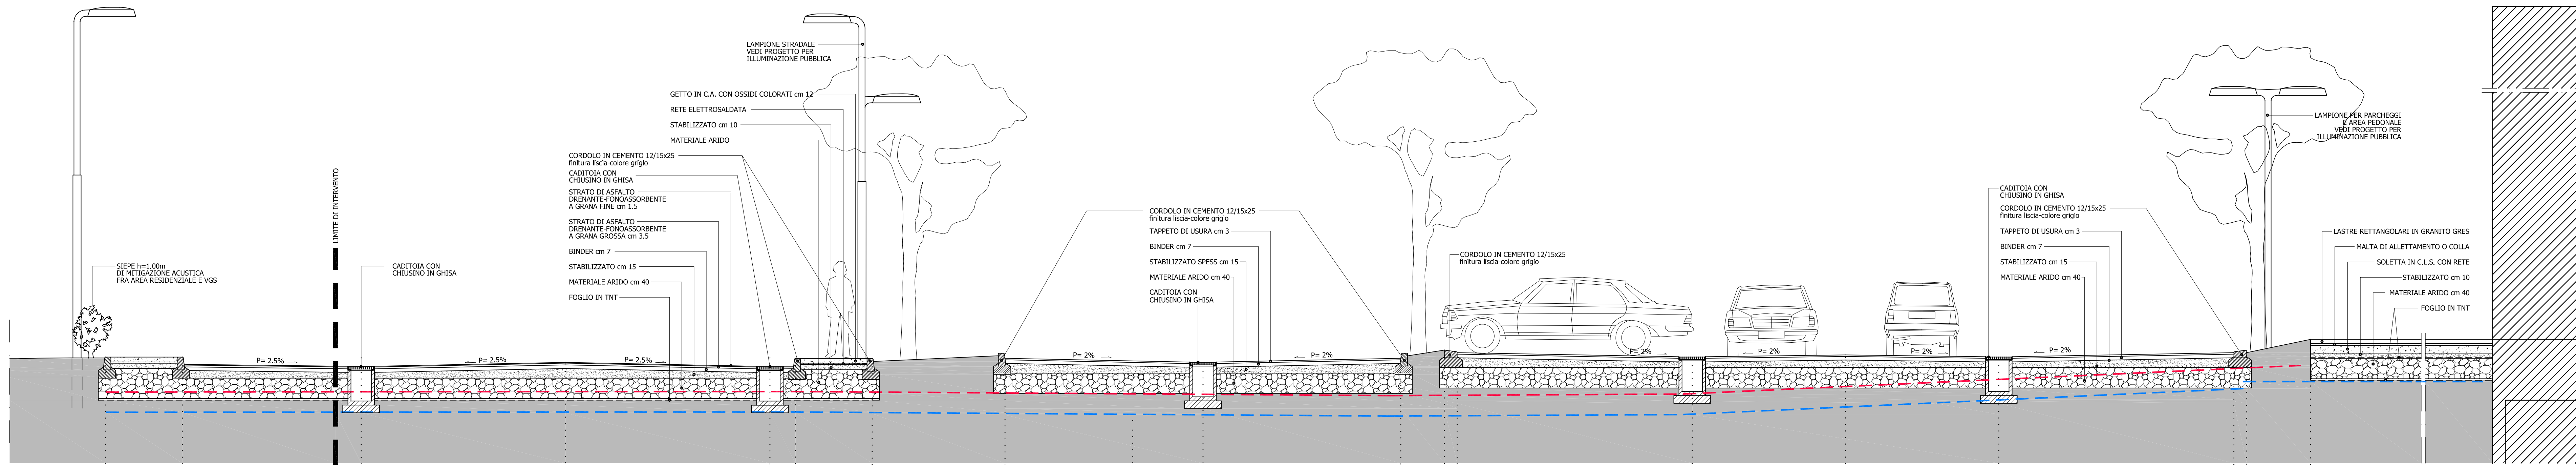 SIEPE h=1,00m
DI MITIGAZIONE ACUSTICA
FRA AREA RESIDENZIALE E VGS
LIMITE DI INTERVENTO
CADITOIA CON
CHIUSINO IN GHISA
LAMPIONE STRADALE
VEDI PROGETTO PER
ILLUMINAZIONE PUBBLICA
GETTO IN C.A. CON OSSIDI COLORATI cm 12
RETE ELETTROSALDATA
STABILIZZATO cm 10
MATERIALE ARIDO
CORDOLO IN CEMENTO 12/15x25
finitura liscia-colore grigio
CADITOIA CON
CHIUSINO IN GHISA
STRATO DI ASFALTO
DRENANTE-FONOASSORBENTE
A GRANA FINE cm 1.5
STRATO DI ASFALTO
DRENANTE-FONOASSORBENTE
A GRANA GROSSA cm 3.5
BINDER cm 7
STABILIZZATO cm 15
MATERIALE ARIDO cm 40
FOGLIO IN TNT
P= 2.5%
P= 2.5%
P= 2.5%
CORDOLO IN CEMENTO 12/15x25
finitura liscia-colore grigio
TAPPETO DI USURA cm 3
BINDER cm 7
STABILIZZATO SPESS cm 15
MATERIALE ARIDO cm 40
CADITOIA CON
CHIUSINO IN GHISA
P= 2%
P= 2%
CORDOLO IN CEMENTO 12/15x25
finitura liscia-colore grigio
P= 2%
P= 2%
P= 2%
P= 2%
CADITOIA CON
CHIUSINO IN GHISA
CORDOLO IN CEMENTO 12/15x25
finitura liscia-colore grigio
TAPPETO DI USURA cm 3
BINDER cm 7
STABILIZZATO cm 15
MATERIALE ARIDO cm 40
LAMPIONE PER PARCHEGGI
E AREA PEDONALE
VEDI PROGETTO PER
ILLUMINAZIONE PUBBLICA
LASTRE RETTANGOLARI IN GRANITO GRES
MALTA DI ALLETTAMENTO O COLLA
SOLETTA IN C.L.S. CON RETE
STABILIZZATO cm 10
MATERIALE ARIDO cm 40
FOGLIO IN TNT